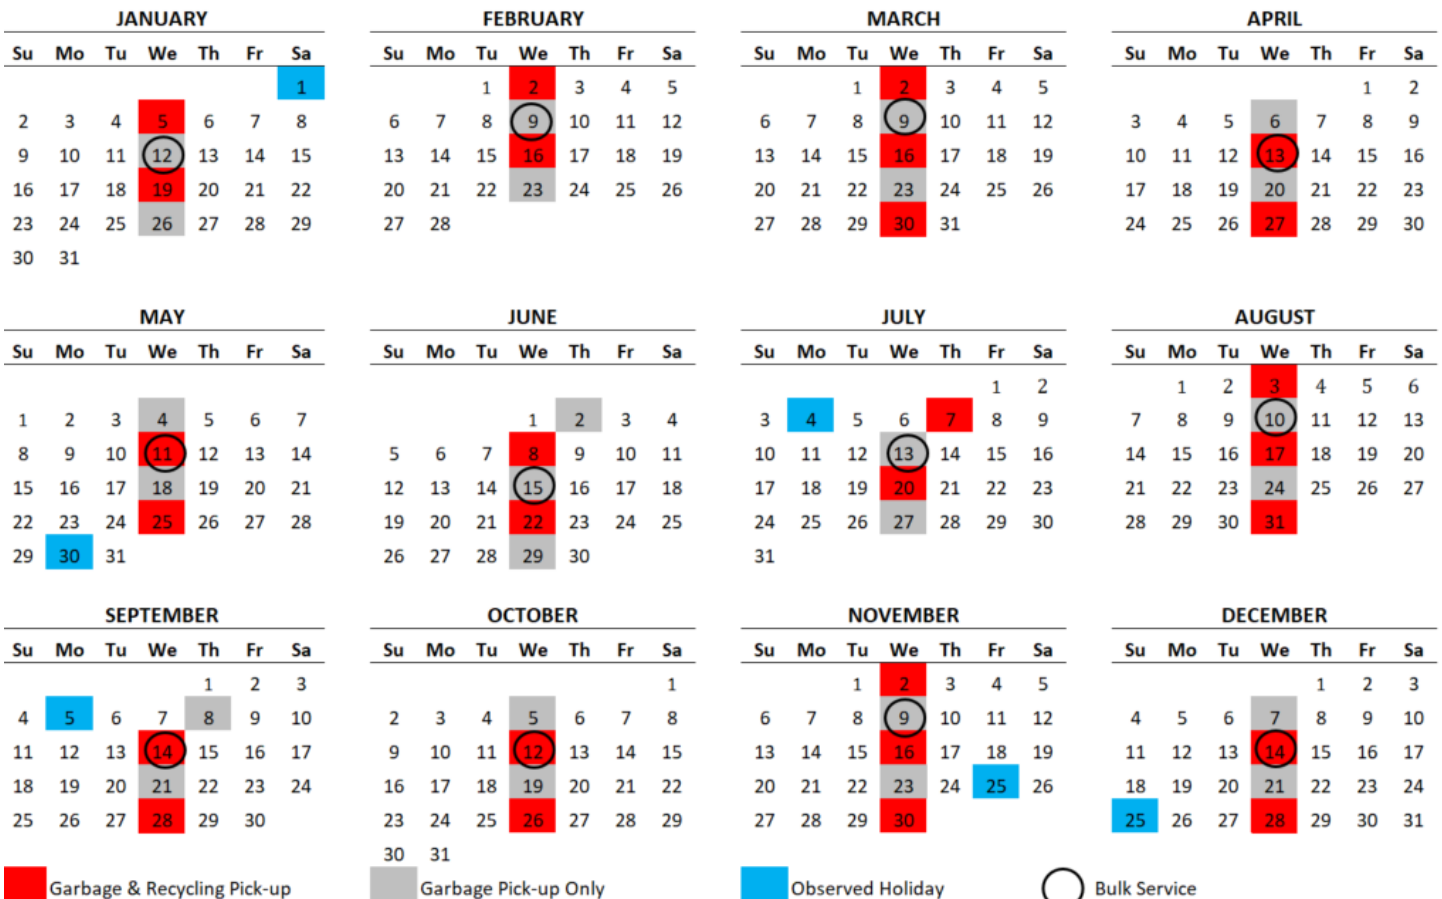 JANUARY FEBRUARY MARCH APRIL
Su Mo Tu We Th Fr Sa Su Mo Tu We Th Fr Sa Su Mo Tu We Th Fr Sa Su Mo Tu We Th Fr Sa
1 1 2 3 4 5 1 2 3 4 5 1 2
2 3 4 5 6 7 8 6 7 8 9 10 11 12 6 7 8 9 10 11 12 3 4 5 6 7 8 9
9 10 11 12 13 14 15 13 14 15 16 17 18 19 13 14 15 16 17 18 19 10 11 12 13 14 15 16
16 17 18 19 20 21 22 20 21 22 23 24 25 26 20 21 22 23 24 25 26 17 18 19 20 21 22 23
23 24 25 26 27 28 29 27 28 27 28 29 30 31 24 25 26 27 28 29 30
30 31
MAY JUNE JULY AUGUST
Su Mo Tu We Th Fr Sa Su Mo Tu We Th Fr Sa Su Mo Tu We Th Fr Sa Su Mo Tu We Th Fr Sa
1 2 1 2 3 4 5 6
1 2 3 4 5 6 7 1 2 3 4 3 4 5 6 7 8 9 7 8 9 10 11 12 13
8 9 10 11 12 13 14 5 6 7 8 9 10 11 10 11 12 13 14 15 16 14 15 16 17 18 19 20
15 16 17 18 19 20 21 12 13 14 15 16 17 18 17 18 19 20 21 22 23 21 22 23 24 25 26 27
22 23 24 25 26 27 28 19 20 21 22 23 24 25 24 25 26 27 28 29 30 28 29 30 31
29 30 31 26 27 28 29 30 31
SEPTEMBER OCTOBER NOVEMBER DECEMBER
Su Mo Tu We Th Fr Sa Su Mo Tu We Th Fr Sa Su Mo Tu We Th Fr Sa Su Mo Tu We Th Fr Sa
1 2 3 1 1 2 3 4 5 1 2 3
4 5 6 7 8 9 10 2 3 4 5 6 7 8 6 7 8 9 10 11 12 4 5 6 7 8 9 10
11 12 13 14 15 16 17 9 10 11 12 13 14 15 13 14 15 16 17 18 19 11 12 13 14 15 16 17
18 19 20 21 22 23 24 16 17 18 19 20 21 22 20 21 22 23 24 25 26 18 19 20 21 22 23 24
25 26 27 28 29 30 23 24 25 26 27 28 29 27 28 29 30 25 26 27 28 29 30 31
30 31
Garbage & Recycling Pick-up Garbage Pick-up Only Observed Holiday Bulk Service